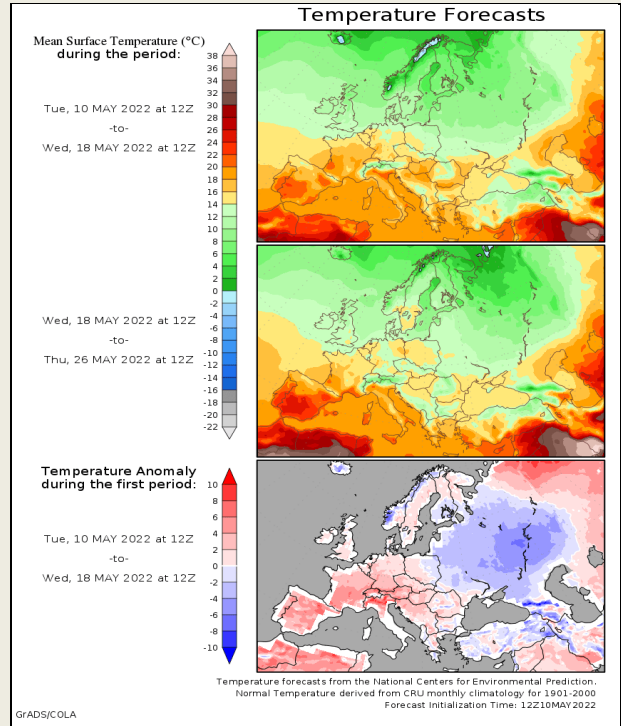 Temperature Forecasts
Mean Surface Temperature (°C)
during the period:
38
36
34
32
30
28
26
24
22
20
18
16
14
12
10
8
6
4
2
0
-2
-4
-6
-8
-10
-12
-14
-16
-18
-20
-22
Tue, 10 MAY 2022 at 12Z
-to-
Wed, 18 MAY 2022 at 12Z
Wed, 18 MAY 2022 at 12Z
-to-
Thu, 26 MAY 2022 at 12Z
Temperature Anomaly
during the first period:
10
8
6
4
2
0
-2
-4
-6
-8
-10
Tue, 10 MAY 2022 at 12Z
-to-
Wed, 18 MAY 2022 at 12Z
Temperature forecasts from the National Centers for Environmental Prediction.
Normal Temperature derived from CRU monthly climatology for 1901-2000
Forecast Initialization Time: 12Z10MAY2022
GrADS/COLA